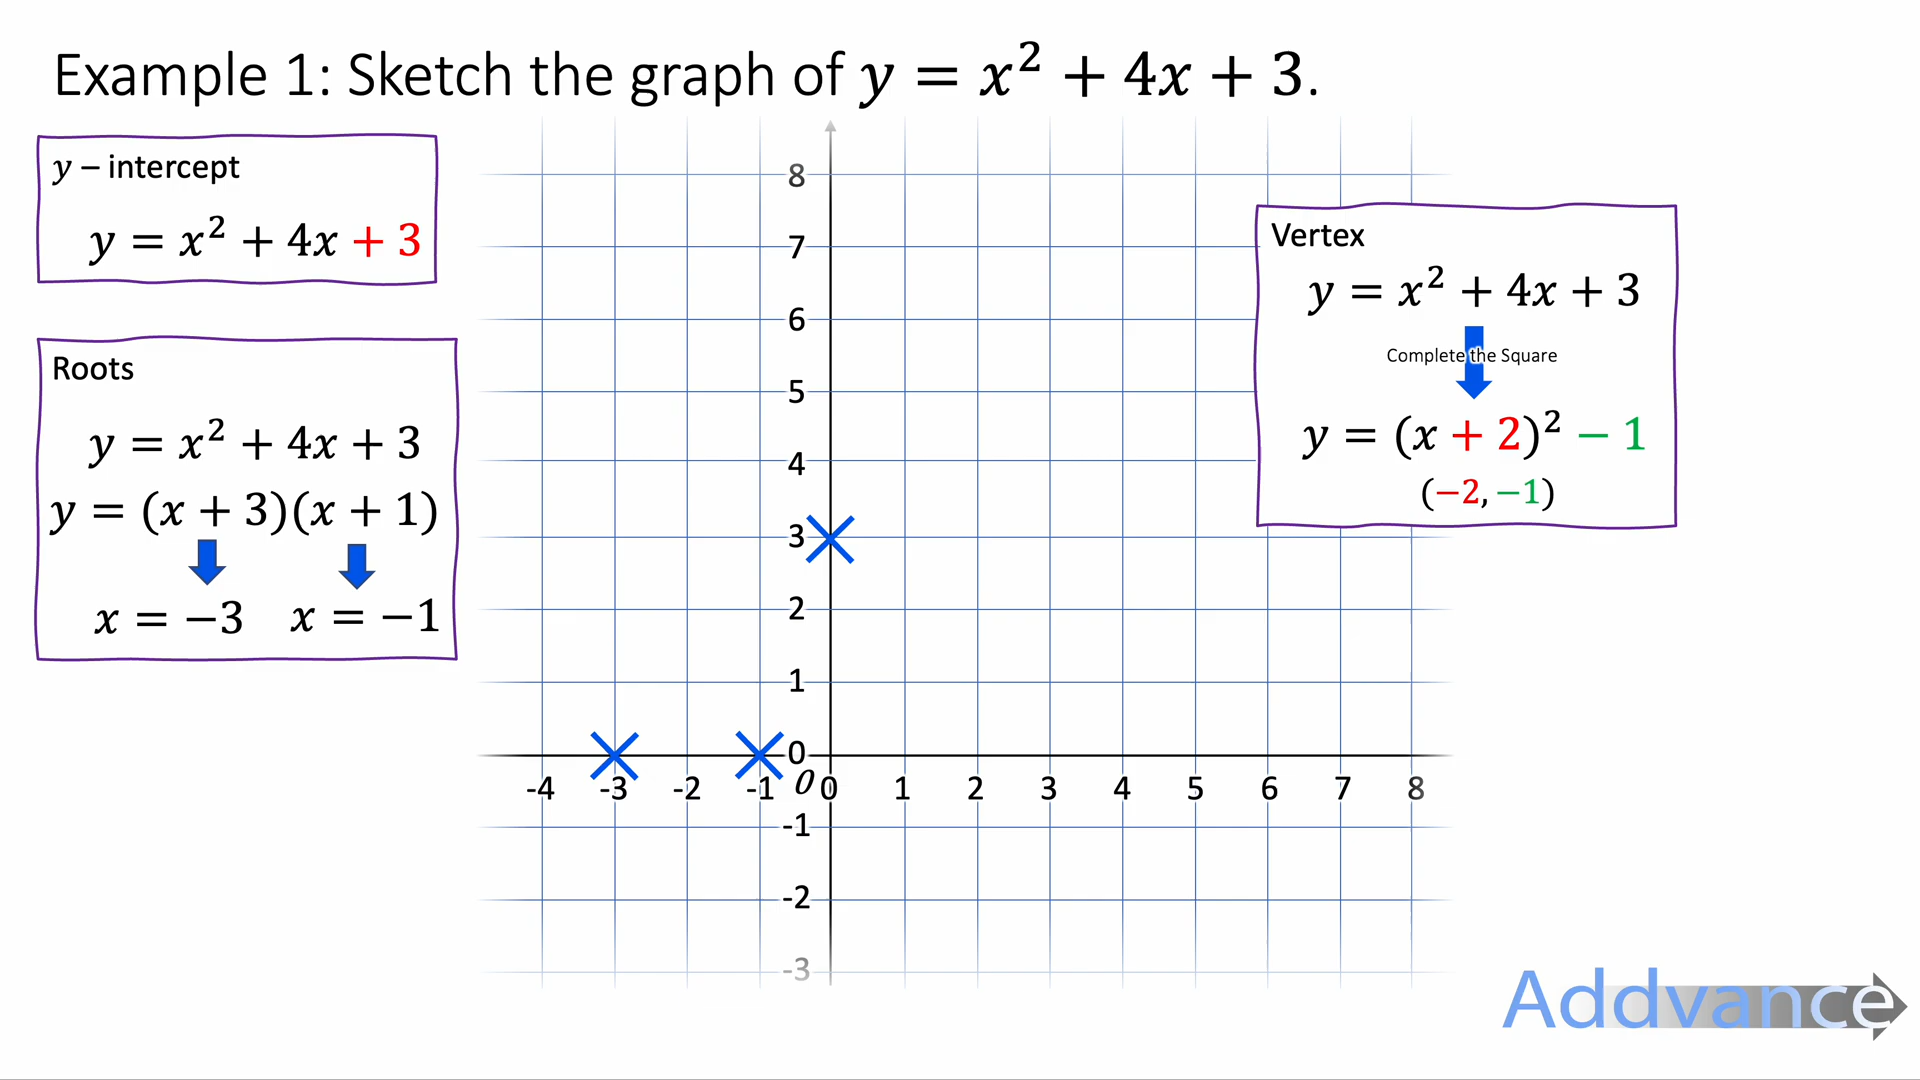 Example 1: Sketch the graph of y = x² + 4x + 3.
y – intercept
y = x² + 4x + 3
Roots
y = x² + 4x + 3
y = (x + 3)(x + 1)
x = −3 x = −1
8
7
6
5
4
3
2
1
0
-4 -3 -2 -1 O 0 1 2 3 4 5 6 7 8
-1
-2
-3
Vertex
y = x² + 4x + 3
Complete the Square
y = (x + 2)² − 1
(−2, −1)
Addvance